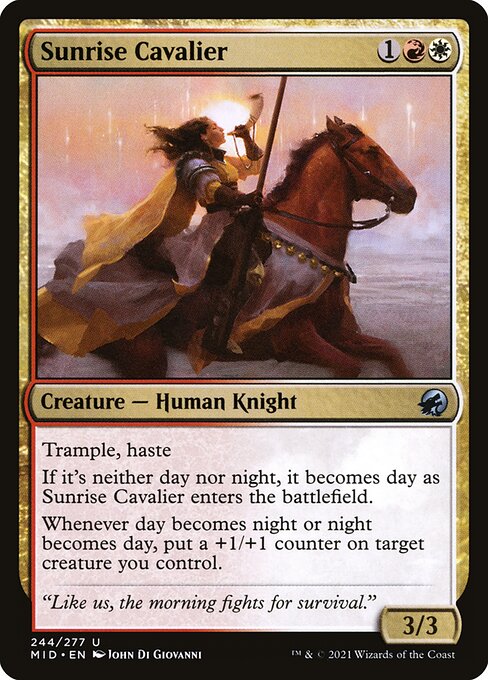 Sunrise Cavalier 1
Creature — Human Knight
Trample, haste
If it's neither day nor night, it becomes day as
Sunrise Cavalier enters the battlefield.
Whenever day becomes night or night
becomes day, put a +1/+1 counter on target
creature you control.
“Like us, the morning fights for survival.”
3/3
244/277 U
MID • EN John Di Giovanni
™ & © 2021 Wizards of the Coast